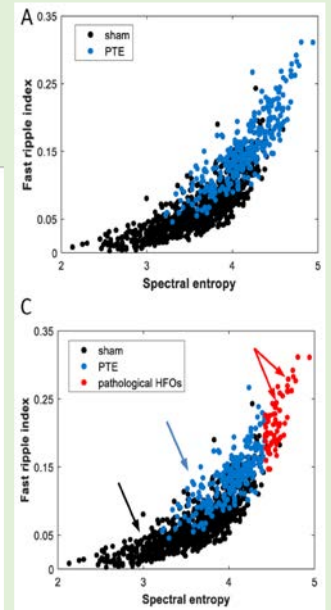 A
sham
PTE
0.35
0.25
0.15
0.05
0
2
3
4
5
Fast ripple index
Spectral entropy
C
sham
PTE
pathological HFOs
0.35
0.25
0.15
0.05
0
2
3
4
5
Fast ripple index
Spectral entropy